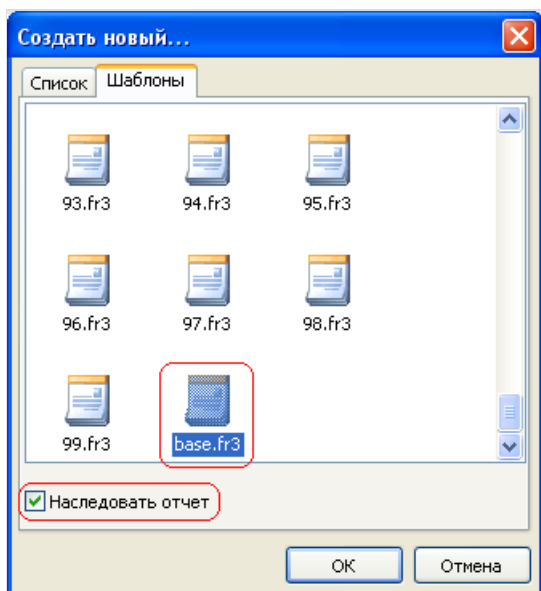 Создать новый...
Список Шаблоны
93.fr3 94.fr3 95.fr3
96.fr3 97.fr3 98.fr3
99.fr3 base.fr3
Наследовать отчет
ОК Отмена